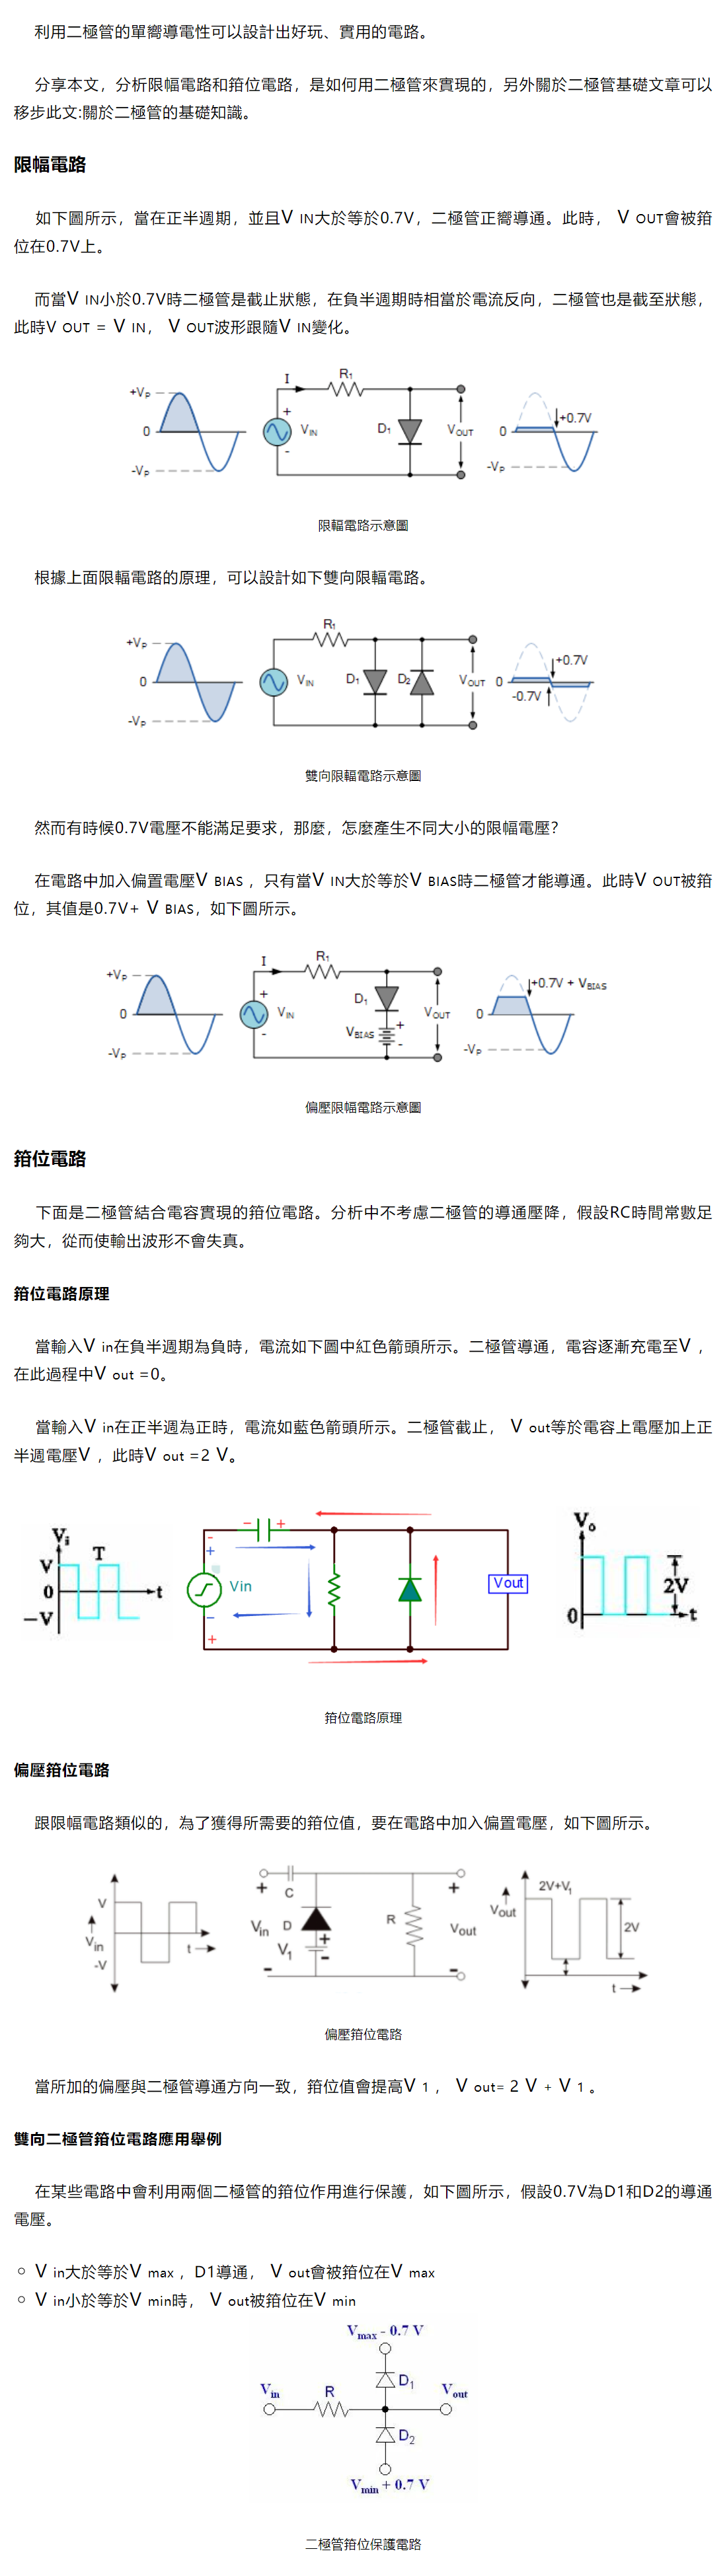 利用二極管的單嚮導電性可以設計出好玩、實用的電路。
分享本文，分析限幅電路和箝位電路，是如何用二極管來實現的，另外關於二極管基礎文章可以
移步此文:關於二極管的基礎知識。
限幅電路
如下圖所示，當在正半週期，並且V IN大於等於0.7V，二極管正嚮導通。此時， V OUT會被箝
位在0.7V上。
而當V IN小於0.7V時二極管是截止狀態，在負半週期時相當於電流反向，二極管也是截至狀態，
此時V OUT = V IN， V OUT波形跟隨V IN變化。
+VP 0 -VP I R1 + VIN - D1 VOUT 0 -VP +0.7V
限輻電路示意圖
根據上面限輻電路的原理，可以設計如下雙向限輻電路。
+VP 0 -VP R1 VIN D1 D2 VOUT 0 +0.7V -0.7V
雙向限輻電路示意圖
然而有時候0.7V電壓不能滿足要求，那麼，怎麼產生不同大小的限幅電壓？
在電路中加入偏置電壓V BIAS ，只有當V IN大於等於V BIAS時二極管才能導通。此時V OUT被箝
位，其值是0.7V+ V BIAS，如下圖所示。
+VP 0 -VP I R1 + VIN - D1 VBIAS + - VOUT 0 -VP +0.7V + VBIAS
偏壓限幅電路示意圖
箝位電路
下面是二極管結合電容實現的箝位電路。分析中不考慮二極管的導通壓降，假設RC時間常數足
夠大，從而使輸出波形不會失真。
箝位電路原理
當輸入V in在負半週期為負時，電流如下圖中紅色箭頭所示。二極管導通，電容逐漸充電至V ，
在此過程中V out =0。
當輸入V in在正半週為正時，電流如藍色箭頭所示。二極管截止， V out等於電容上電壓加上正
半週電壓V ，此時V out =2 V。
Vi V 0 -V T t - + - + Vin - + Vout Vo 0 2V t
箝位電路原理
偏壓箝位電路
跟限幅電路類似的，為了獲得所需要的箝位值，要在電路中加入偏置電壓，如下圖所示。
V Vin -V t + C Vin D V1 + - - R + Vout - Vout 2V+V1 2V t
偏壓箝位電路
當所加的偏壓與二極管導通方向一致，箝位值會提高V 1 ， V out= 2 V + V 1 。
雙向二極管箝位電路應用舉例
在某些電路中會利用兩個二極管的箝位作用進行保護，如下圖所示，假設0.7V為D1和D2的導通
電壓。
○ V in大於等於V max ，D1導通， V out會被箝位在V max
○ V in小於等於V min時， V out被箝位在V min
Vmax - 0.7 V
D1
Vin R Vout
D2
Vmin + 0.7 V
二極管箝位保護電路